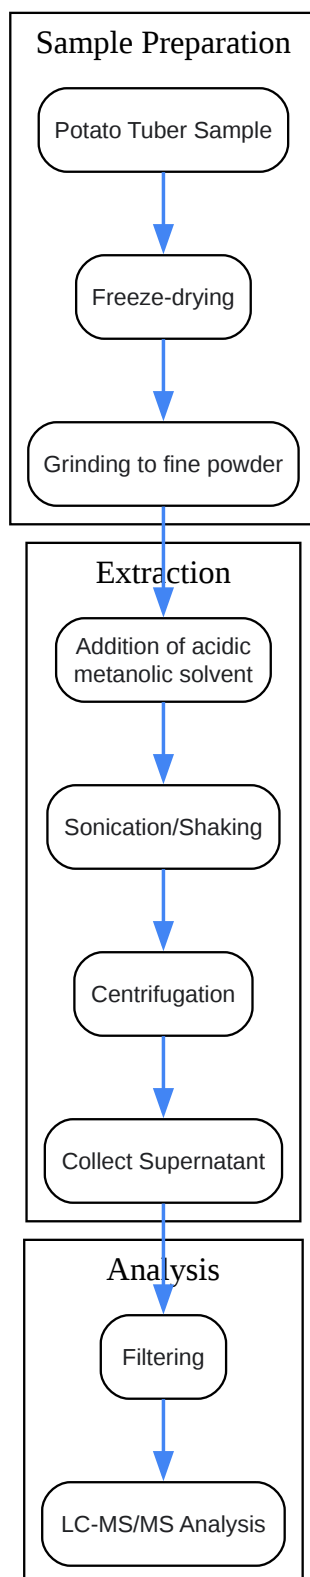 Sample Preparation
Potato Tuber Sample
Freeze-drying
Grinding to fine powder
Extraction
Addition of acidic
metanolic solvent
Sonication/Shaking
Centrifugation
Collect Supernatant
Analysis
Filtering
LC-MS/MS Analysis